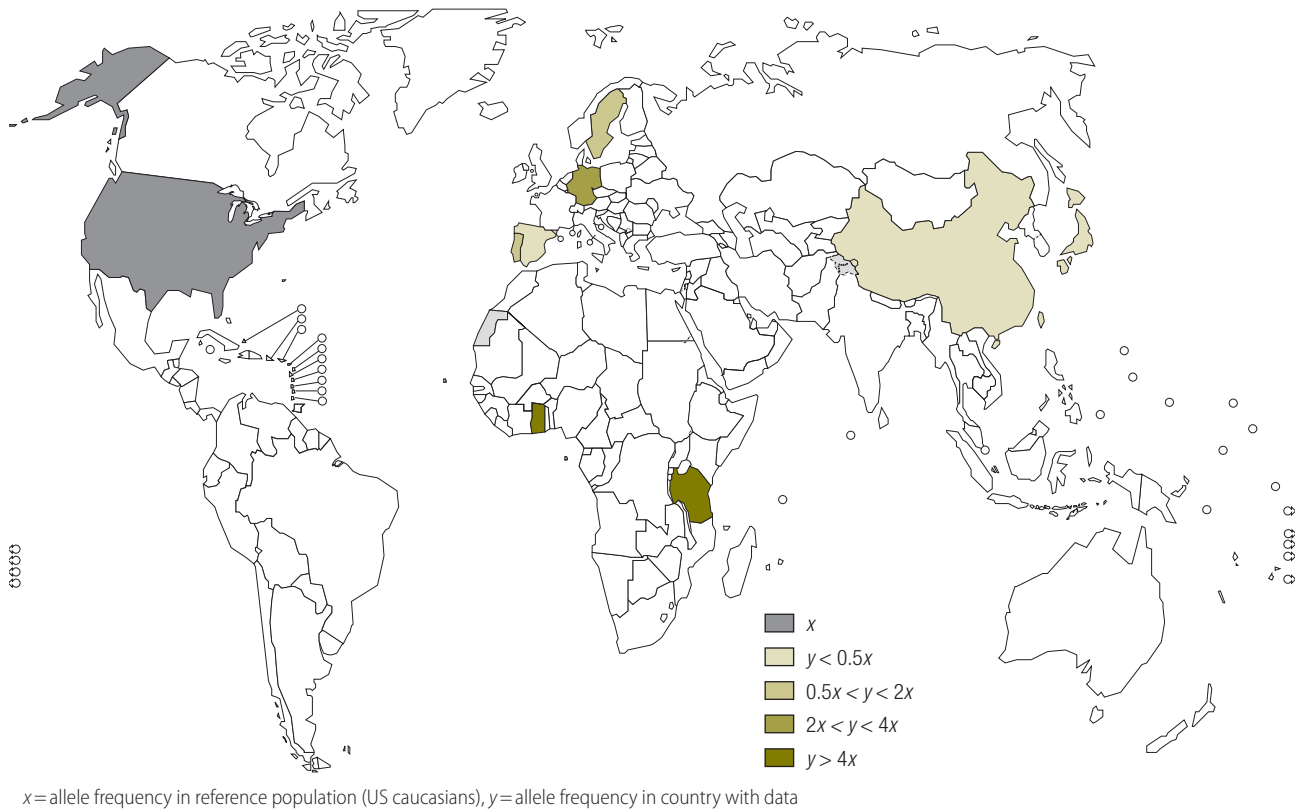 x
y < 0.5x
0.5x < y < 2x
2x < y < 4x
y > 4x
x = allele frequency in reference population (US caucasians), y = allele frequency in country with data